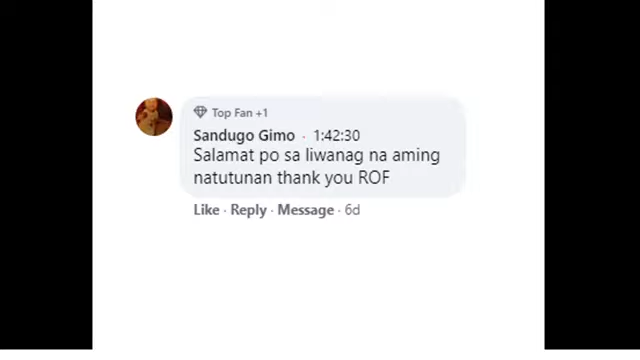 Top Fan +1
Sandugo Gimo · 1:42:30
Salamat po sa liwanag na aming
natutunan thank you ROF
Like · Reply · Message · 6d